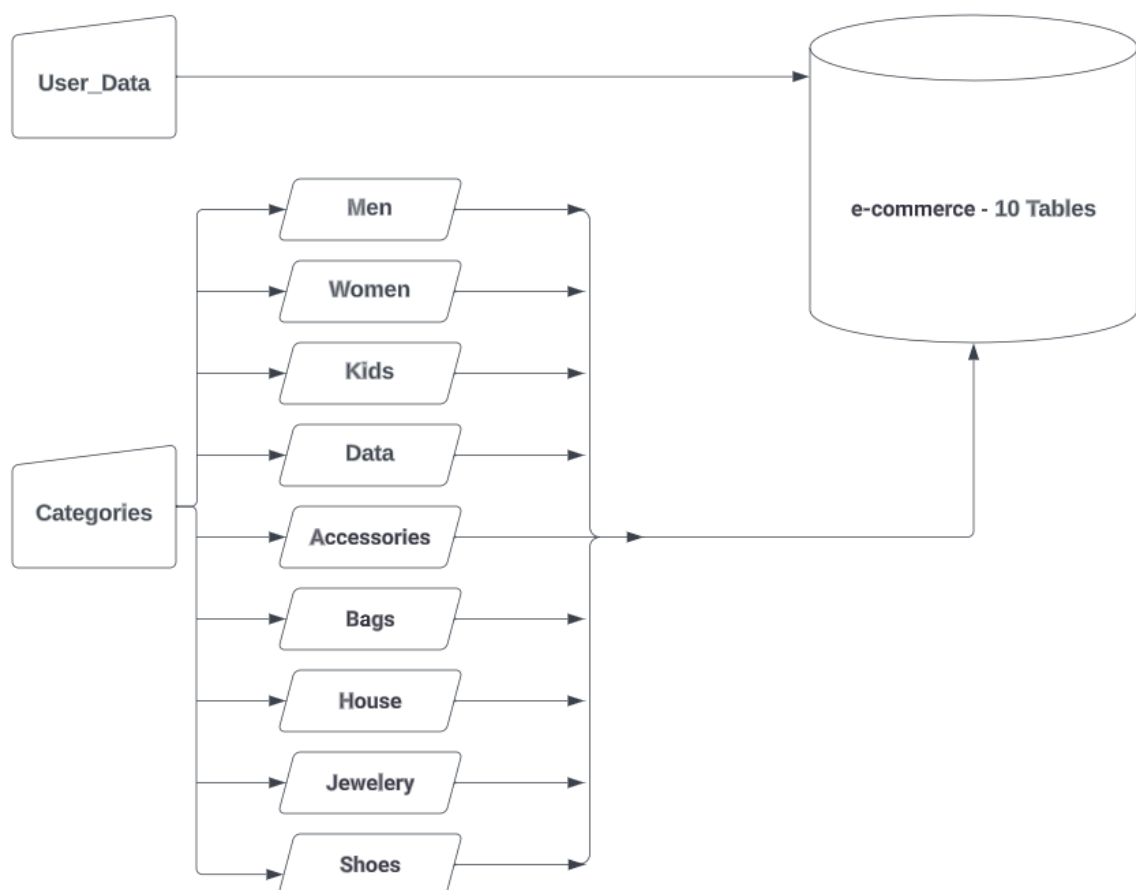 User_Data
e-commerce - 10 Tables
Men
Women
Kids
Data
Categories
Accessories
Bags
House
Jewelery
Shoes